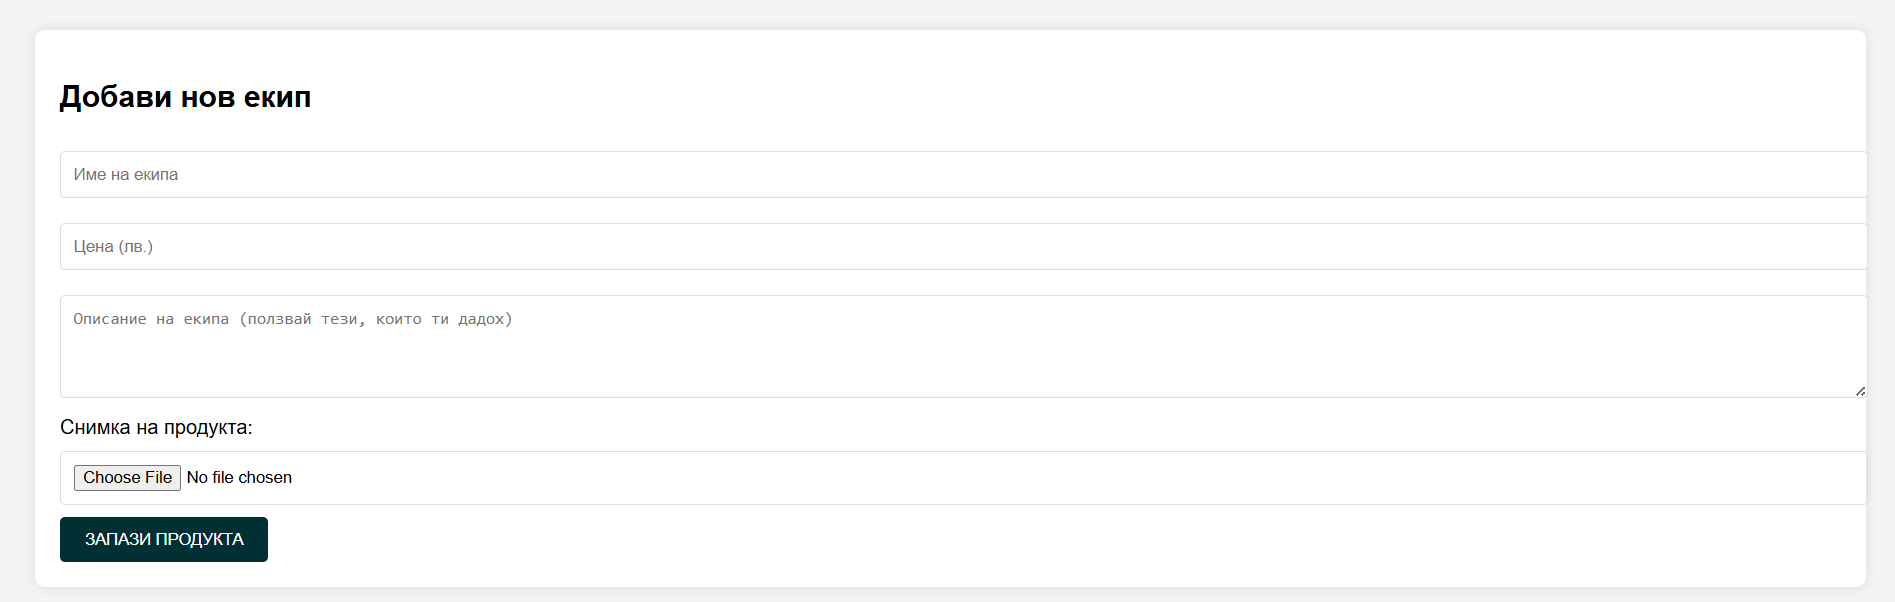 Добави нов екип
Име на екипа
Цена (лв.)
Описание на екипа (ползвай тези, които ти дадох)
Снимка на продукта:
Choose File No file chosen
ЗАПАЗИ ПРОДУКТА